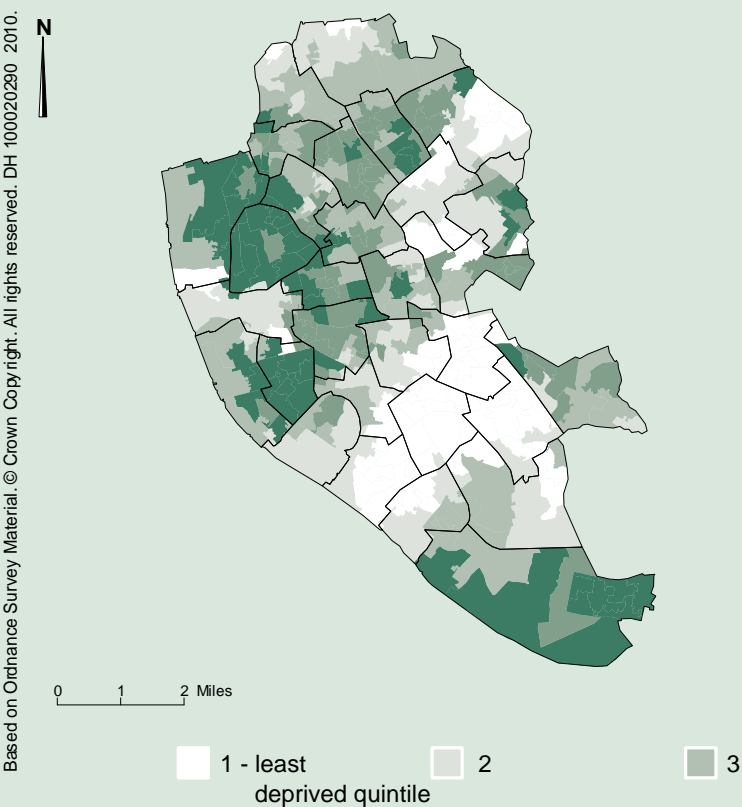 Based on Ordnance Survey Material. © Crown Copyright. All rights reserved. DH 100020290 2010.
N
0 1 2 Miles
1 - least
deprived quintile
2
3